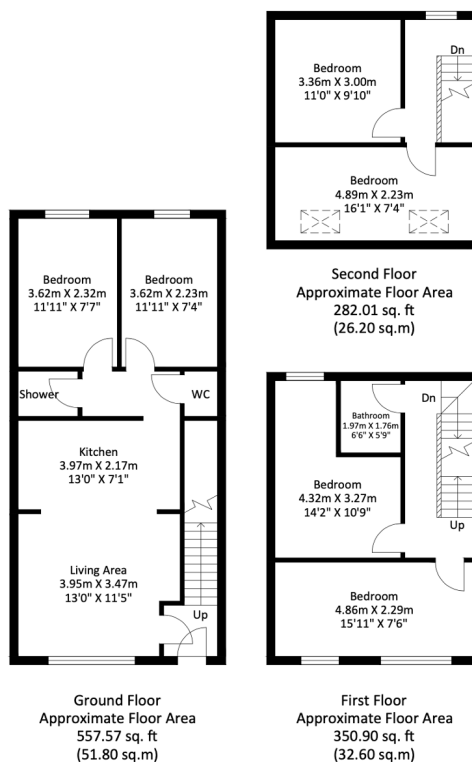 Bedroom
3.36m X 3.00m
11'0" X 9'10"
Dn
Bedroom
4.89m X 2.23m
16'1" X 7'4"
Second Floor
Approximate Floor Area
282.01 sq. ft
(26.20 sq.m)
Bedroom
3.62m X 2.32m
11'11" X 7'7"
Bedroom
3.62m X 2.23m
11'11" X 7'4"
Shower
WC
Kitchen
3.97m X 2.17m
13'0" X 7'1"
Living Area
3.95m X 3.47m
13'0" X 11'5"
Up
Ground Floor
Approximate Floor Area
557.57 sq. ft
(51.80 sq.m)
Bathroom
1.97m X 1.76m
6'6" X 5'9"
Dn
Bedroom
4.32m X 3.27m
14'2" X 10'9"
Up
Bedroom
4.86m X 2.29m
15'11" X 7'6"
First Floor
Approximate Floor Area
350.90 sq. ft
(32.60 sq.m)